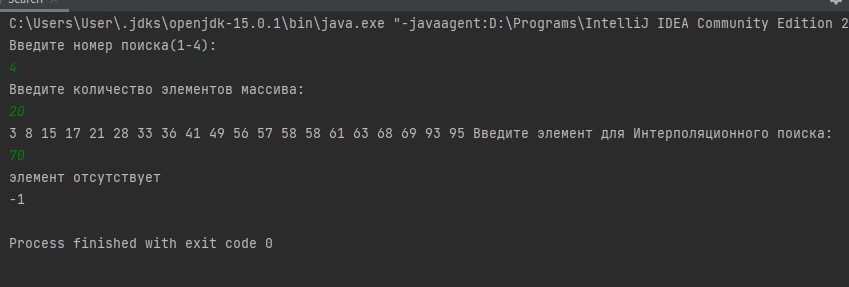 Search
C:\Users\User\.jdks\openjdk-15.0.1\bin\java.exe "-javaagent:D:\Programs\IntelliJ IDEA Community Edition 2
Введите номер поиска(1-4):
4
Введите количество элементов массива:
20
3 8 15 17 21 28 33 36 41 49 56 57 58 58 61 63 68 69 93 95 Введите элемент для Интерполяционного поиска:
70
элемент отсутствует
-1
Process finished with exit code 0